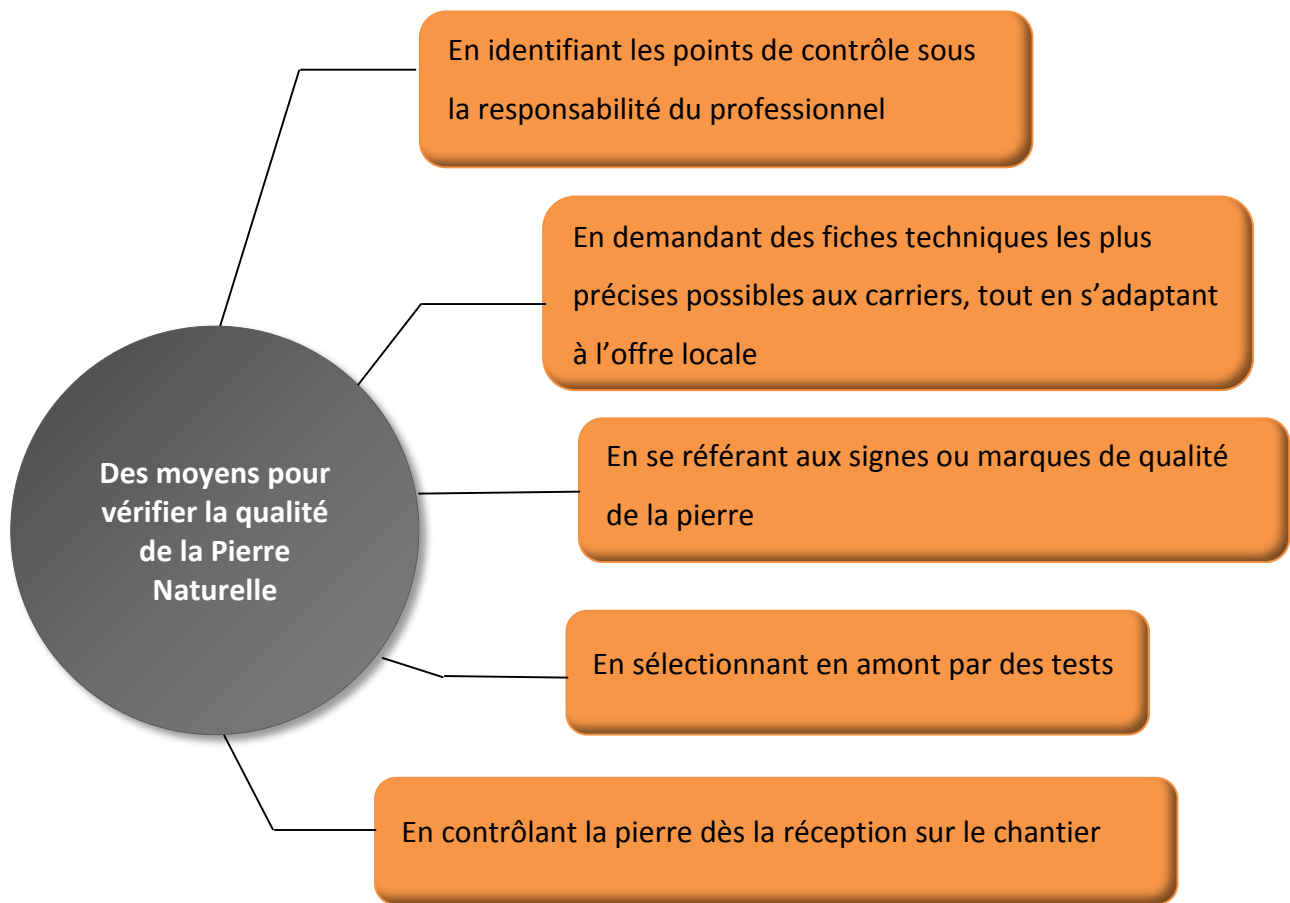 En identifiant les points de contrôle sous
la responsabilité du professionnel
En demandant des fiches techniques les plus
précises possibles aux carriers, tout en s’adaptant
à l’offre locale
Des moyens pour
vérifier la qualité
de la Pierre
Naturelle
En se référant aux signes ou marques de qualité
de la pierre
En sélectionnant en amont par des tests
En contrôlant la pierre dès la réception sur le chantier